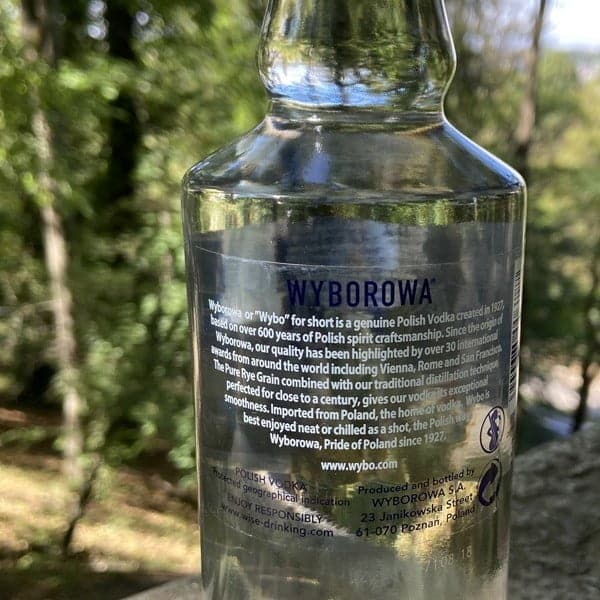 WYBOROWA
Wyborowa or "Wybo" for short is a genuine Polish Vodka created in 1927,
based on over 600 years of Polish spirit craftsmanship. Since the origin of
Wyborowa, our quality has been highlighted by over 30 international
awards from around the world including Vienna, Rome and San Francisco.
The Pure Rye Grain combined with our traditional distillation technique
perfected for close to a century, gives our vodka its exceptional
smoothness. Imported from Poland, the home of vodka, Wybo is
best enjoyed neat or chilled as a shot, the Polish way.
Wyborowa, Pride of Poland since 1927.
www.wybo.com
POLISH VODKA
Protected geographical indication
ENJOY RESPONSIBLY
www.wise-drinking.com
Produced and bottled by
WYBOROWA S.A.
23 Janikowska Street
61-070 Poznań, Poland